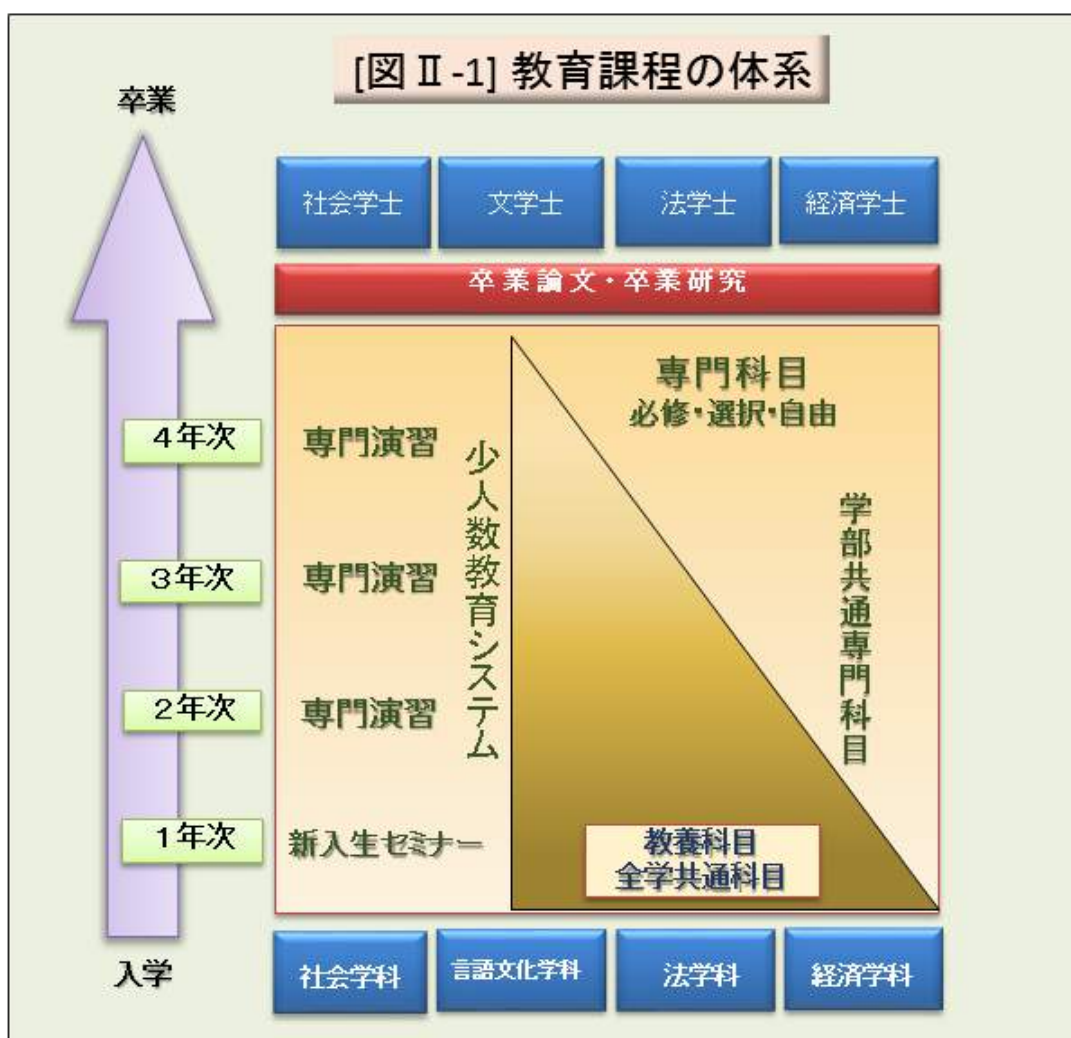 [図Ⅱ-1] 教育課程の体系
卒業
社会学士
文学士
法学士
経済学士
卒業論文・卒業研究
専門科目
必修・選択・自由
4年次
専門演習
少人数教育システム
学部共通専門科目
3年次
専門演習
2年次
専門演習
1年次
新入生セミナー
教養科目
全学共通科目
入学
社会学科
言語文化学科
法学科
経済学科